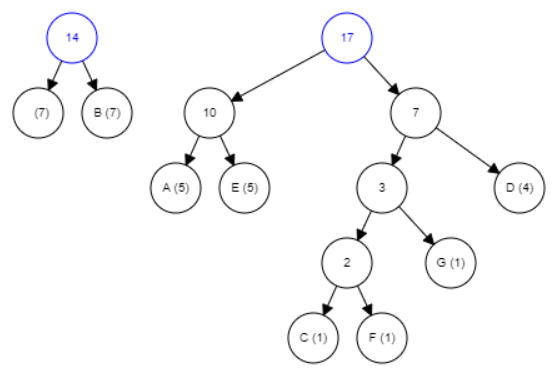 14
17
(7)
B (7)
10
7
A (5)
E (5)
3
D (4)
2
G (1)
C (1)
F (1)